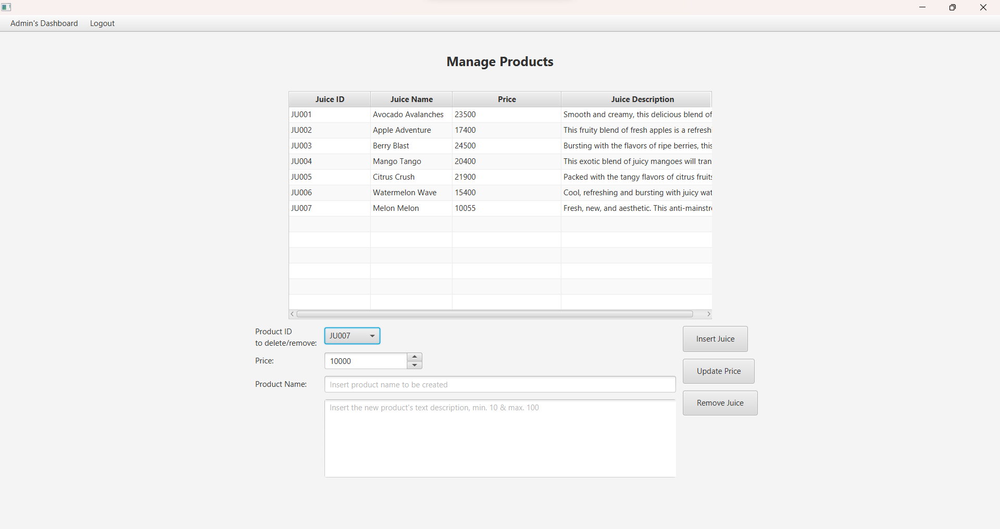 Admin's Dashboard Logout
Manage Products
Juice ID Juice Name Price Juice Description
JU001 Avocado Avalanches 23500 Smooth and creamy, this delicious blend of
JU002 Apple Adventure 17400 This fruity blend of fresh apples is a refresh
JU003 Berry Blast 24500 Bursting with the flavors of ripe berries, this
JU004 Mango Tango 20400 This exotic blend of juicy mangoes will tran
JU005 Citrus Crush 21900 Packed with the tangy flavors of citrus fruits
JU006 Watermelon Wave 15400 Cool, refreshing and bursting with juicy wat
JU007 Melon Melon 10055 Fresh, new, and aesthetic. This anti-mainstre
Product ID
to delete/remove:
JU007
Price:
10000
Product Name:
Insert product name to be created
Insert the new product's text description, min. 10 & max. 100
Insert Juice
Update Price
Remove Juice